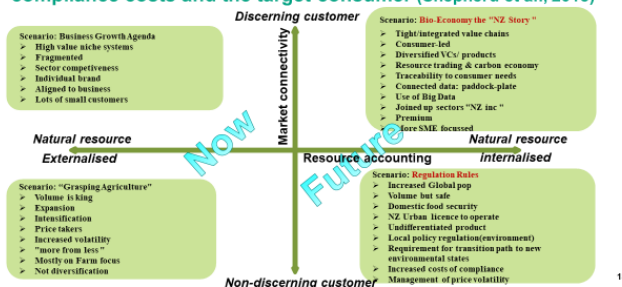 compliance costs and the target consumer (Shepherd et al., 2016)
Discerning customer
Scenario: Business Growth Agenda
➢ High value niche systems
➢ Fragmented
➢ Sector competiveness
➢ Individual brand
➢ Aligned to business
➢ Lots of small customers
Scenario: Bio-Economy the "NZ Story "
➢ Tight/integrated value chains
➢ Consumer-led
➢ Diversified VCs/ products
➢ Resource trading & carbon economy
➢ Traceability to consumer needs
➢ Connected data: paddock-plate
➢ Use of Big Data
➢ Joined up sectors "NZ inc "
➢ Premium
➢ More SME focussed
Market connectivity
Now
Future
Natural resource
Externalised
Resource accounting
Natural resource
internalised
Scenario: "Grasping Agriculture"
➢ Volume is king
➢ Expansion
➢ Intensification
➢ Price takers
➢ Increased volatility
➢ "more from less"
➢ Mostly on Farm focus
➢ Not diversification
Scenario: Regulation Rules
➢ Increased Global pop
➢ Volume but safe
➢ Domestic food security
➢ NZ Urban licence to operate
➢ Undifferentiated product
➢ Local policy regulation(environment)
➢ Requirement for transition path to new
environmental states
➢ Increased costs of compliance
➢ Management of price volatility
Non-discerning customer
1